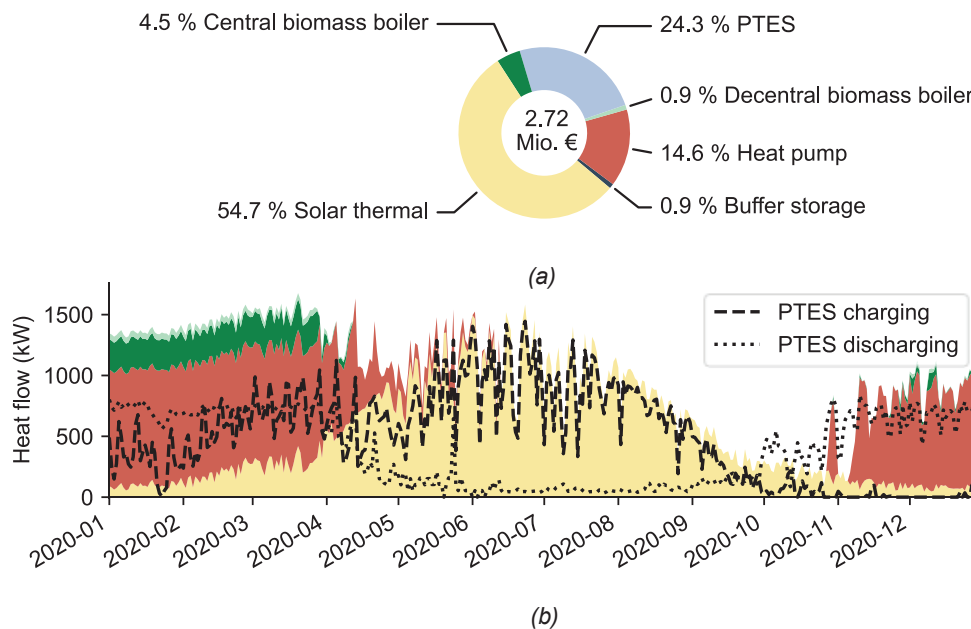 4.5 % Central biomass boiler
24.3 % PTES
0.9 % Decentral biomass boiler
2.72
Mio. €
14.6 % Heat pump
54.7 % Solar thermal
0.9 % Buffer storage
(a)
Heat flow (kW)
1500
1000
500
0
PTES charging
PTES discharging
2020-01
2020-02
2020-03
2020-04
2020-05
2020-06
2020-07
2020-08
2020-09
2020-10
2020-11
2020-12
(b)